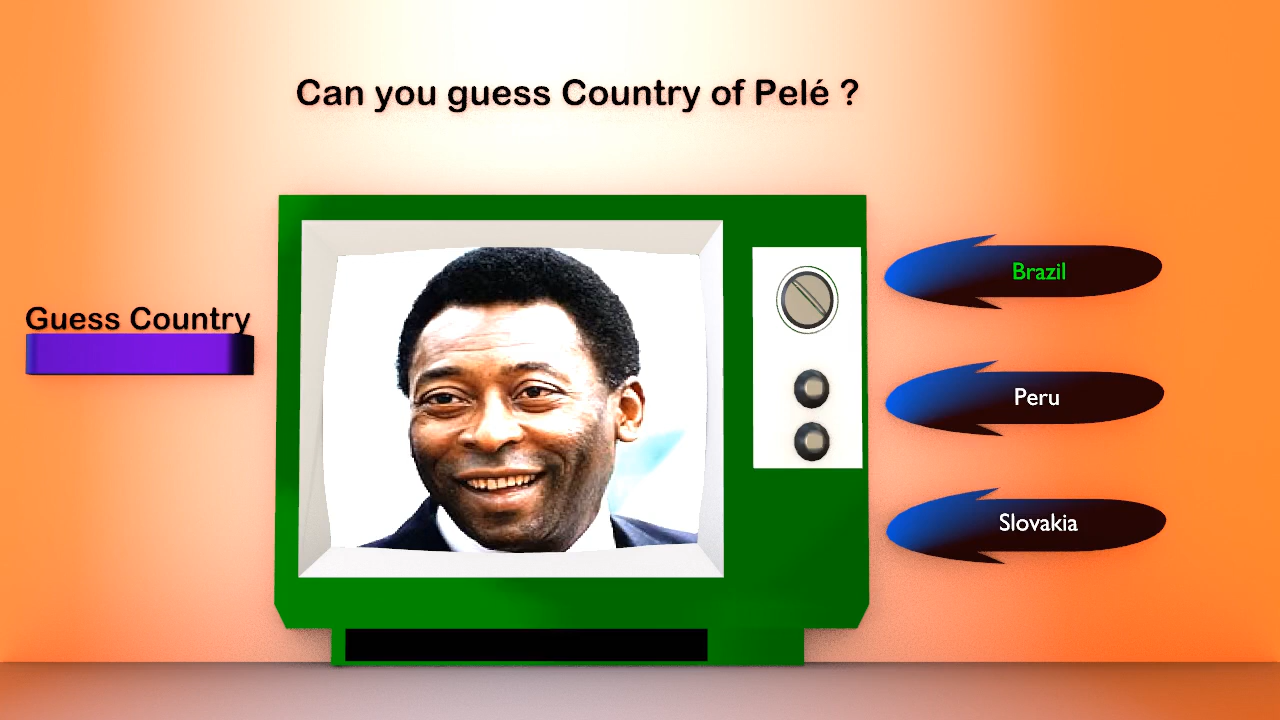 Can you guess Country of Pelé ?
Guess Country
Brazil
Peru
Slovakia